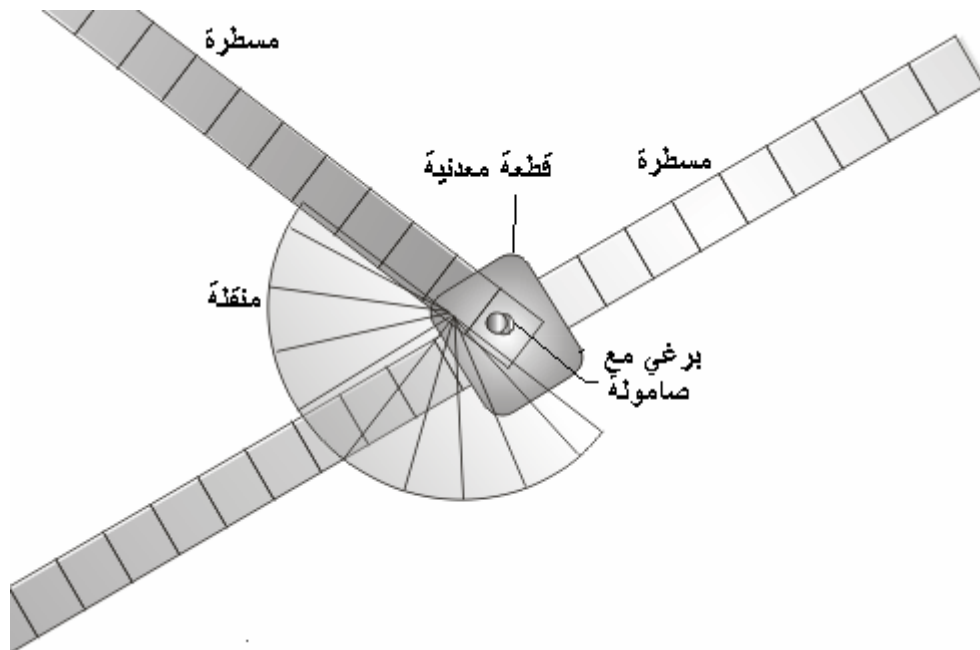 مسطرة
مسطرة
قطعة معدنية
منقلة
برغي مع
صامولة